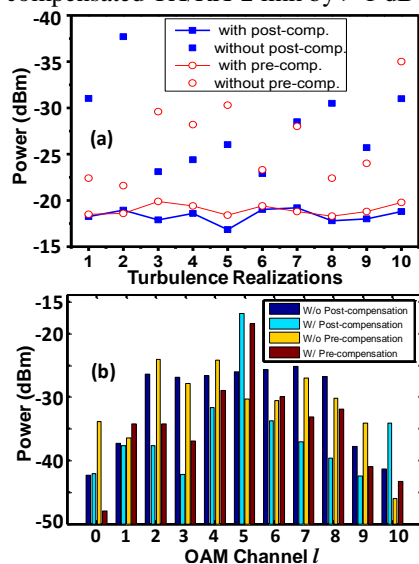 with post-comp.
without post-comp.
with pre-comp.
without pre-comp.
(a)
Power (dBm)
-40
-35
-30
-25
-20
-15
1 2 3 4 5 6 7 8 9 10
Turbulence Realizations
W/o Post-compensation
W/ Post-compensation
W/o Pre-compensation
W/ Pre-compensation
(b)
Power (dBm)
-15
-20
-30
-40
-50
0 1 2 3 4 5 6 7 8 9 10
OAM Channel l